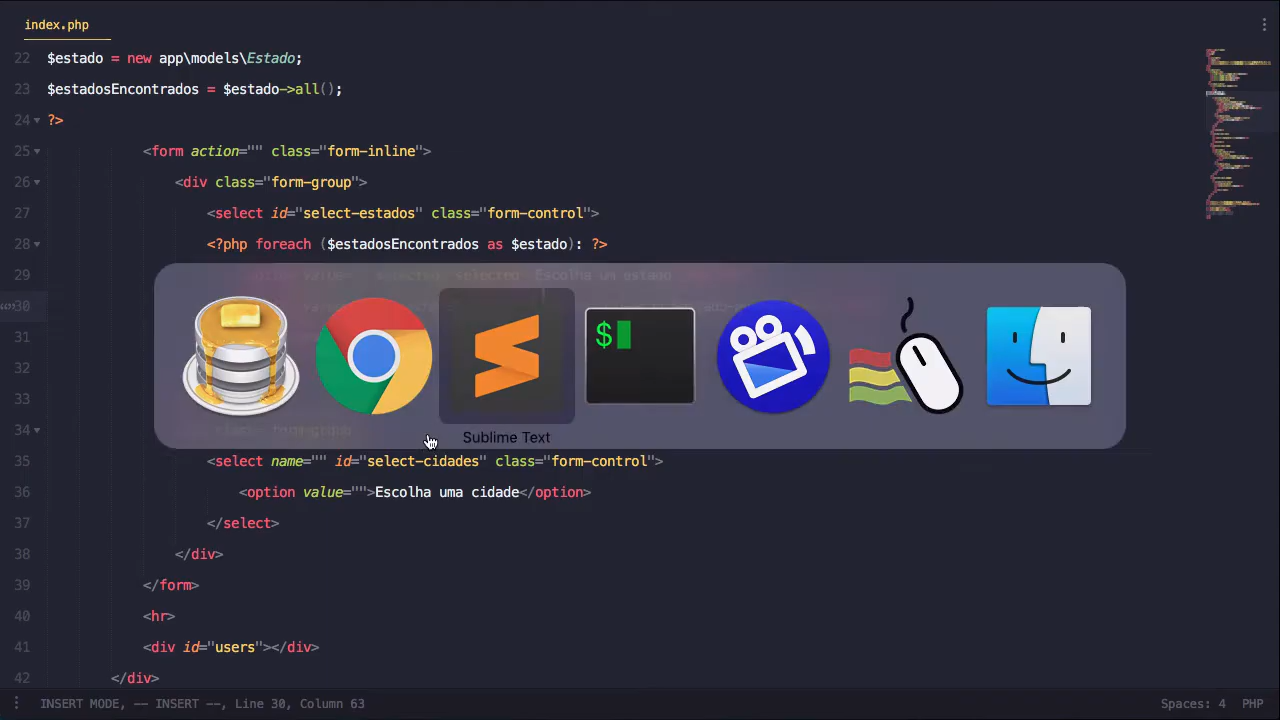 index.php
22 $estado = new app\models\Estado;
23 $estadosEncontrados = $estado->all();
24 ?>
25 <form action="" class="form-inline">
26 <div class="form-group">
27 <select id="select-estados" class="form-control">
28 <?php foreach ($estadosEncontrados as $estado): ?>
29 Escolha um estado
30
31
32
33
34
$
Sublime Text
35 <select name="" id="select-cidades" class="form-control">
36 <option value="">Escolha uma cidade</option>
37 </select>
38 </div>
39 </form>
40 <hr>
41 <div id="users"></div>
42 </div>
INSERT MODE, -- INSERT --, Line 30, Column 63
Spaces: 4 PHP